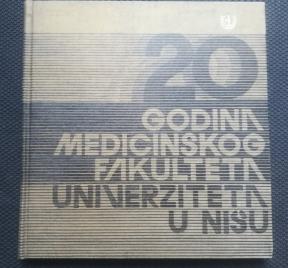 20
GODINA
MEDICINSKOG
FAKULTETA
UNIVERZITETA
U NIŠU